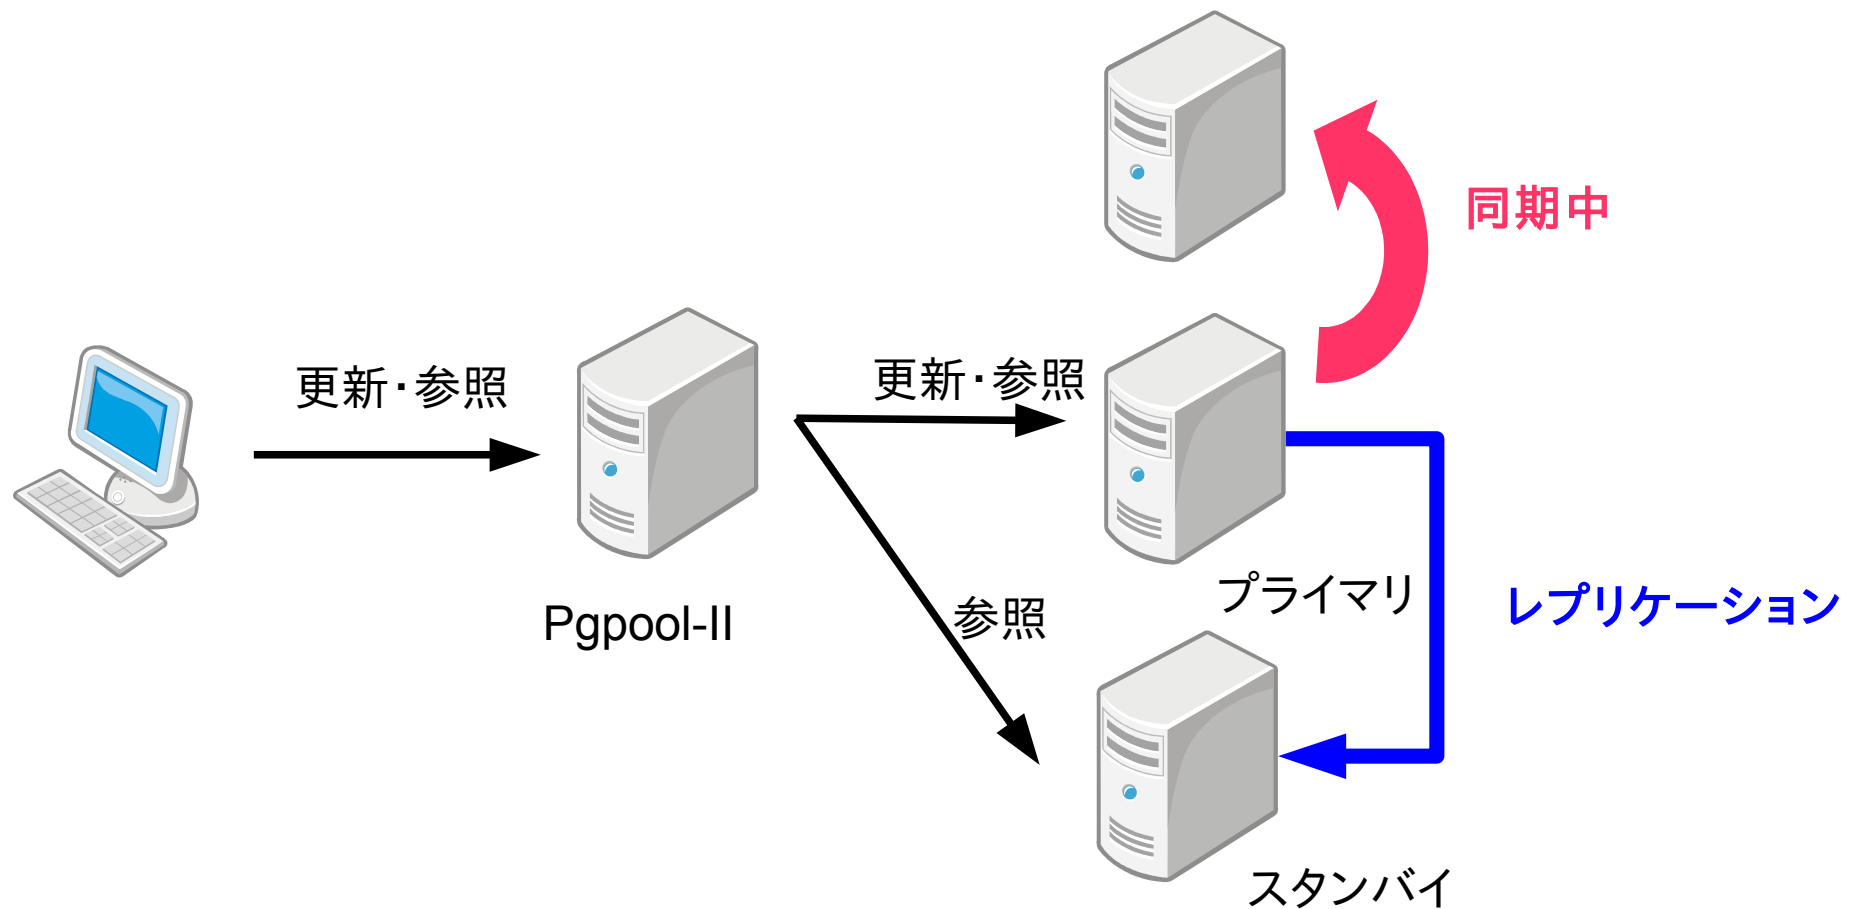 同期中
更新・参照
更新・参照
プライマリ
レプリケーション
Pgpool-II
参照
スタンバイ